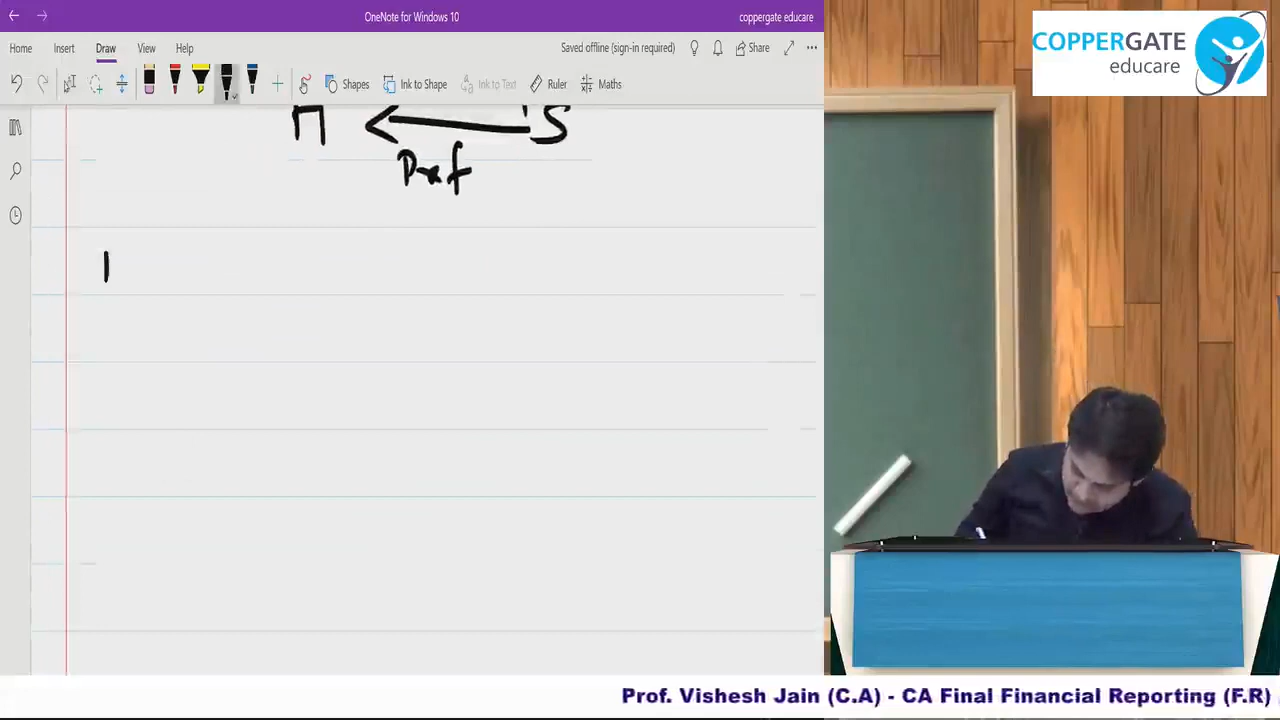 OneNote for Windows 10
coppergate educare
Home Insert Draw View Help
Saved offline (sign-in required)
Share
Shapes
Ink to Shape
Ink to Text
Ruler
Maths
COPPERGATE
educare
S
Pref
Prof. Vishesh Jain (C.A) - CA Final Financial Reporting (F.R)